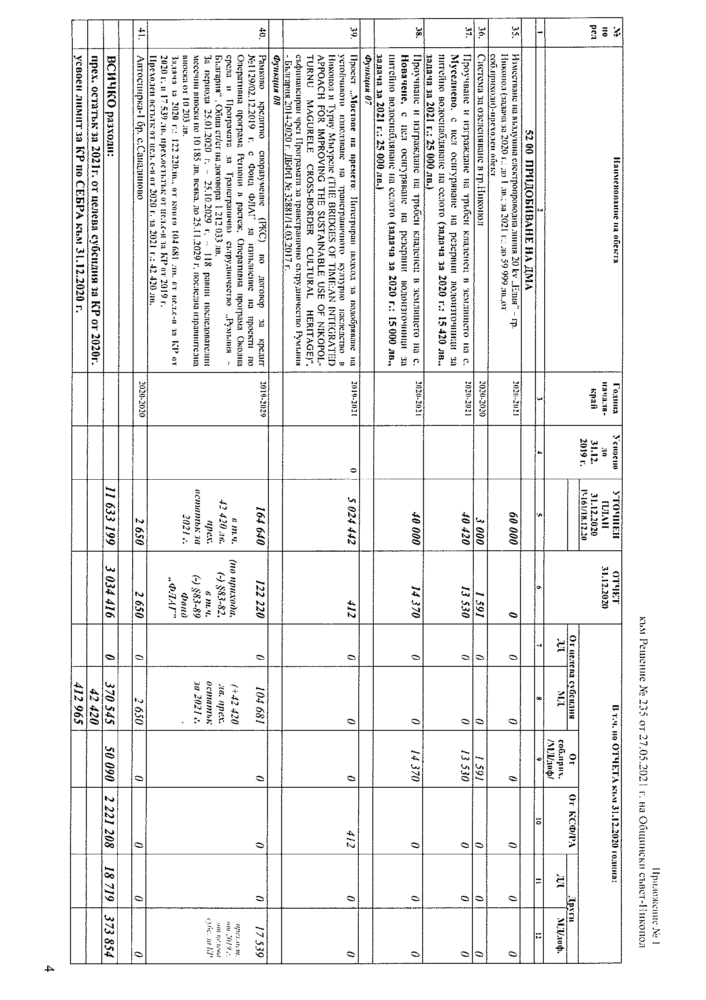 Приложение № 1
към Решение № 235 от 27.05.2021 г. на Общински съвет-Никопол
№ по ред
Наименование на обекта
Година начало-край
Усвоено до 31.12. 2019 г.
УТОЧНЕН ПЛАН 31.12.2020 Р-161/18.12.20
ОТЧЕТ 31.12.2020
В т.ч. по ОТЧЕТА към 31.12.2020 година:
От целева субсидия
ДД
МД
От соб.прих. /МД/доф/
От КСФ/РА
Други
ДД
МД/доф.
1 2 3 4 5 6 7 8 9 10 11 12
52 00 ПРИДОБИВАНЕ НА ДМА
35. Изместване на въздушна електропроводна линия 20 kv „Елия“ – гр.
Никопол (задача за 2020 г.: до 1 лв.; за 2021 г.: до 59 999 лв.,от
соб.приходи)-преходен обект
2020-2021 60 000 0 0 0 0 0 0 0
36. Система за озеленяване в гр.Никопол 2020-2020 3 000 1 591 0 0 1 591 0 0 0
37. Проучване и изграждане на тръбен кладенец в землището на с.
Муселиево, с цел осигуряване на резервни водоизточници за
питейно водоснабдяване на селото (задача за 2020 г.: 15 420 лв.,
задача за 2021 г.: 25 000 лв.)
2020-2021 40 420 13 530 0 0 13 530 0 0 0
38. Проучване и изграждане на тръбен кладенец в землището на с.
Новачене, с цел осигуряване на резервни водоизточници за
питейно водоснабдяване на селото (задача за 2020 г.: 15 000 лв.,
задача за 2021 г.: 25 000 лв.)
2020-2021 40 000 14 370 0 0 14 370 0 0 0
Функция 07
39. Проект „Мостове на времето: Интегриран подход за подобряване на
устойчивото използване на трансграничното културно наследство в
Никопол и Турну Мъгуреле (THE BRIDGES OF TIME:AN INTEGRATED
APPOACH FOR IMPROVING THE SUSTAINABLE USE OF NIKOPOL-
TURNU MAGURELE CROSS-BORDER CULTURAL HERITAGE)“,
съфинансиран чрез Програмата за трансгранично сътрудничество Румъния
- България 2014-2020 г. ДБФП № 32881/14.03.2017 г.
2019-2021 0 5 024 442 412 0 0 0 412 0 0
Функция 08
40. Рамково кредитно споразумение (РКС) по договор за кредит
№1129/02.12.2019 г. с Фонд ФЛАГ за изпълнение на проекти по
Оперативна програма Региони в растеж, Оперативна програма Околна
среда и Програмата за Трансгранично сътрудничество „Румъния –
България“. Обща ст/ст на договора: 1 212 033 лв.
За периода 25.01.2020 г. – 25.10.2029 г. – 118 равни последователни
месечни вноски по 10 185 лв. всяка, до 25.11.2029 г. последна изравнителна
вноска от 10 203 лв.
Задача за 2020 г.: 122 220лв., от които 104 681 лв. от цел.с-я за КР от
2020 г. и 17 539 лв. прех.остатък от цел.с-я за КР от 2019 г.
Преходен остатък от цел. с-я от 2020 г. за 2021 г.: 42 420 лв.
2019-2029
164 640
в т.ч.
42 420 лв.
прех.
остатък за
2021 г.
122 220
(по прихода,
(-) §83-82,
в т.ч.
(-) §83-89
Фонд
„ФЛАГ“
0
104 681
(+42 420
лв. прех.
остатък
за 2021 г.
0 0 0
17 539
прех.ост.
от 2019 г.
от целева
субс. за КР
41. Автоспирка-1 бр. с.Санадиново 2020-2020 2 650 2 650 0 2 650 0 0 0 0
ВСИЧКО разходи: 11 633 199 3 034 416 0 370 545 50 090 2 221 208 18 719 373 854
прех. остатък за 2021г. от целева субсидия за КР от 2020г. 42 420
усвоен лимит за КР по СЕБРА към 31.12.2020 г. 412 965
4